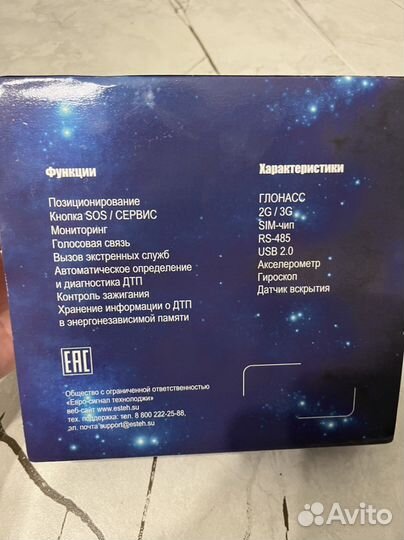 Функции
Позиционирование
Кнопка SOS / СЕРВИС
Мониторинг
Голосовая связь
Вызов экстренных служб
Автоматическое определение
и диагностика ДТП
Контроль зажигания
Хранение информации о ДТП
в энергонезависимой памяти
Характеристики
ГЛОНАСС
2G / 3G
SIM-чип
RS-485
USB 2.0
Акселерометр
Гироскоп
Датчик вскрытия
EAC
Общество с ограниченной ответственностью
«Евро-сигнал технолоджи»
веб-сайт www.esteh.su
тех. поддержка: тел. 8 800 222-25-88,
эл. почта support@esteh.su
Avito